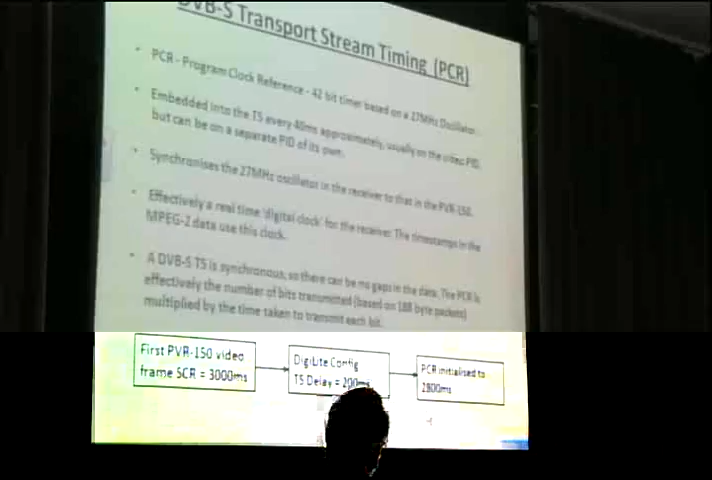 DVB-S Transport Stream Timing (PCR)
PCR - Program Clock Reference - 42 bit timer based on a 27MHz Oscillator.
Embedded into the TS every 40ms approximately, usually on the video PID,
but can be on a separate PID of its own.
Synchronises the 27MHz oscillator in the receiver to that in the PVR-150.
Effectively a real time 'digital clock' for the receiver. The timestamps in the
MPEG-2 data use this clock.
A DVB-S TS is synchronous, so there can be no gaps in the data. The PCR is
effectively the number of bits transmitted (based on 188 byte packets)
multiplied by the time taken to transmit each bit.
First PVR-150 video
frame SCR = 3000ms
DigiLite Config
TS Delay = 200ms
PCR initialised to
2800ms